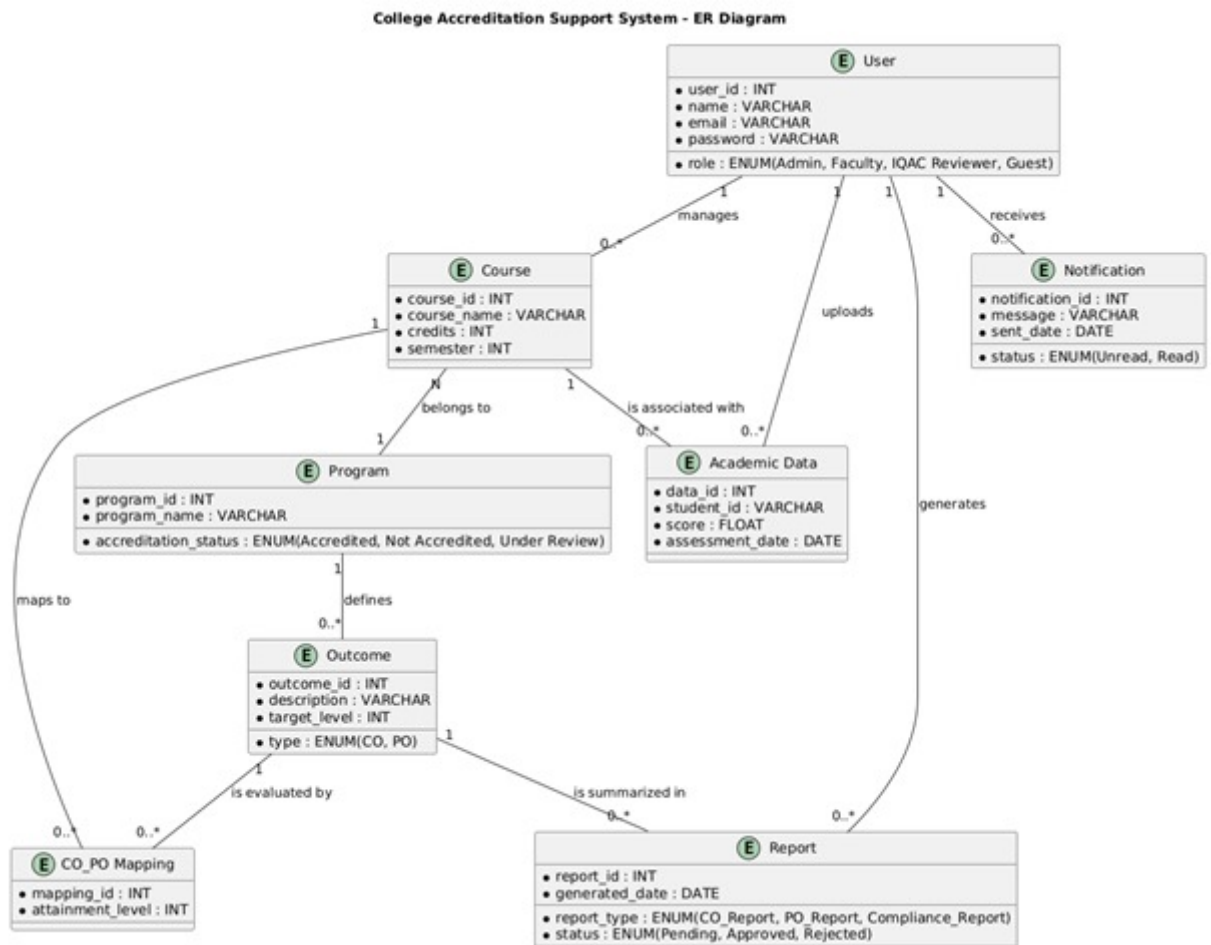 College Accreditation Support System - ER Diagram
E User
user_id : INT
name : VARCHAR
email : VARCHAR
password : VARCHAR
role : ENUM(Admin, Faculty, IQAC Reviewer, Guest)
1
1
1
1
manages
receives
0..*
0..*
E Course
course_id : INT
course_name : VARCHAR
credits : INT
semester : INT
E Notification
notification_id : INT
message : VARCHAR
sent_date : DATE
status : ENUM(Unread, Read)
uploads
1
N
1
belongs to
is associated with
1
0..*
0..*
E Program
program_id : INT
program_name : VARCHAR
accreditation_status : ENUM(Accredited, Not Accredited, Under Review)
E Academic Data
data_id : INT
student_id : VARCHAR
score : FLOAT
assessment_date : DATE
generates
1
maps to
defines
0..*
E Outcome
outcome_id : INT
description : VARCHAR
target_level : INT
type : ENUM(CO, PO)
1
1
is evaluated by
is summarized in
0..*
0..*
0..*
0..*
E CO_PO Mapping
mapping_id : INT
attainment_level : INT
E Report
report_id : INT
generated_date : DATE
report_type : ENUM(CO_Report, PO_Report, Compliance_Report)
status : ENUM(Pending, Approved, Rejected)